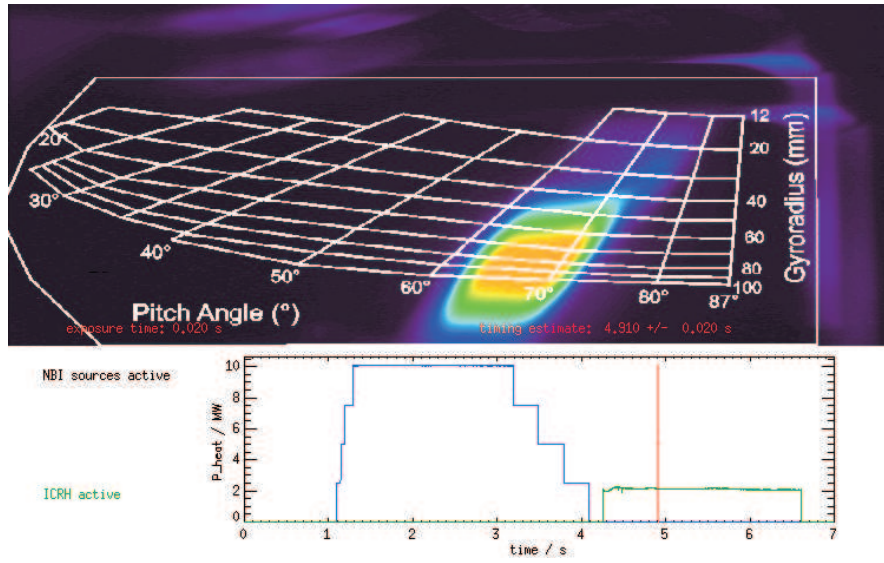 12
20
40
60
80
100
Gyroradius (mm)
20°
30°
40°
50°
60°
70°
80°
87°
Pitch Angle (°)
exposure time: 0.020 s
timing estimate: 4.910 +/- 0.020 s
NBI sources active
ICRH active
P_heat / MW
10
8
6
4
2
0
0 1 2 3 4 5 6 7
time / s